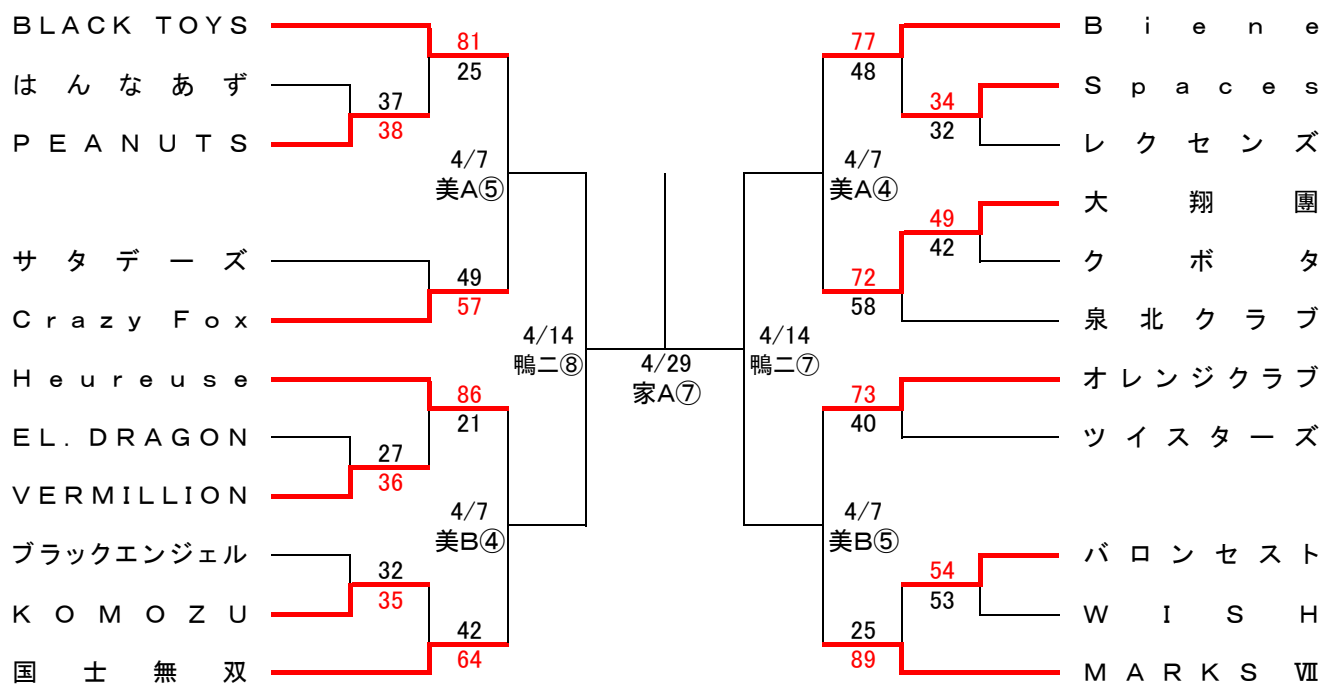 BLACK TOYS
はんなあず
PEANUTS
サタデーズ
Crazy Fox
Heureuse
EL. DRAGON
VERMILLION
ブラックエンジェル
KOMOZU
国士無双
81
25
37
38
49
57
86
21
27
36
32
35
42
64
4/7
美A⑤
4/7
美B④
4/14
鴨二⑧
4/29
家A⑦
4/14
鴨二⑦
4/7
美A④
4/7
美B⑤
77
48
34
32
49
42
72
58
73
40
54
53
25
89
Biene
Spaces
レクセンズ
大翔團
クボタ
泉北クラブ
オレンジクラブ
ツイスターズ
バロンセスト
WISH
MARKS Ⅶ